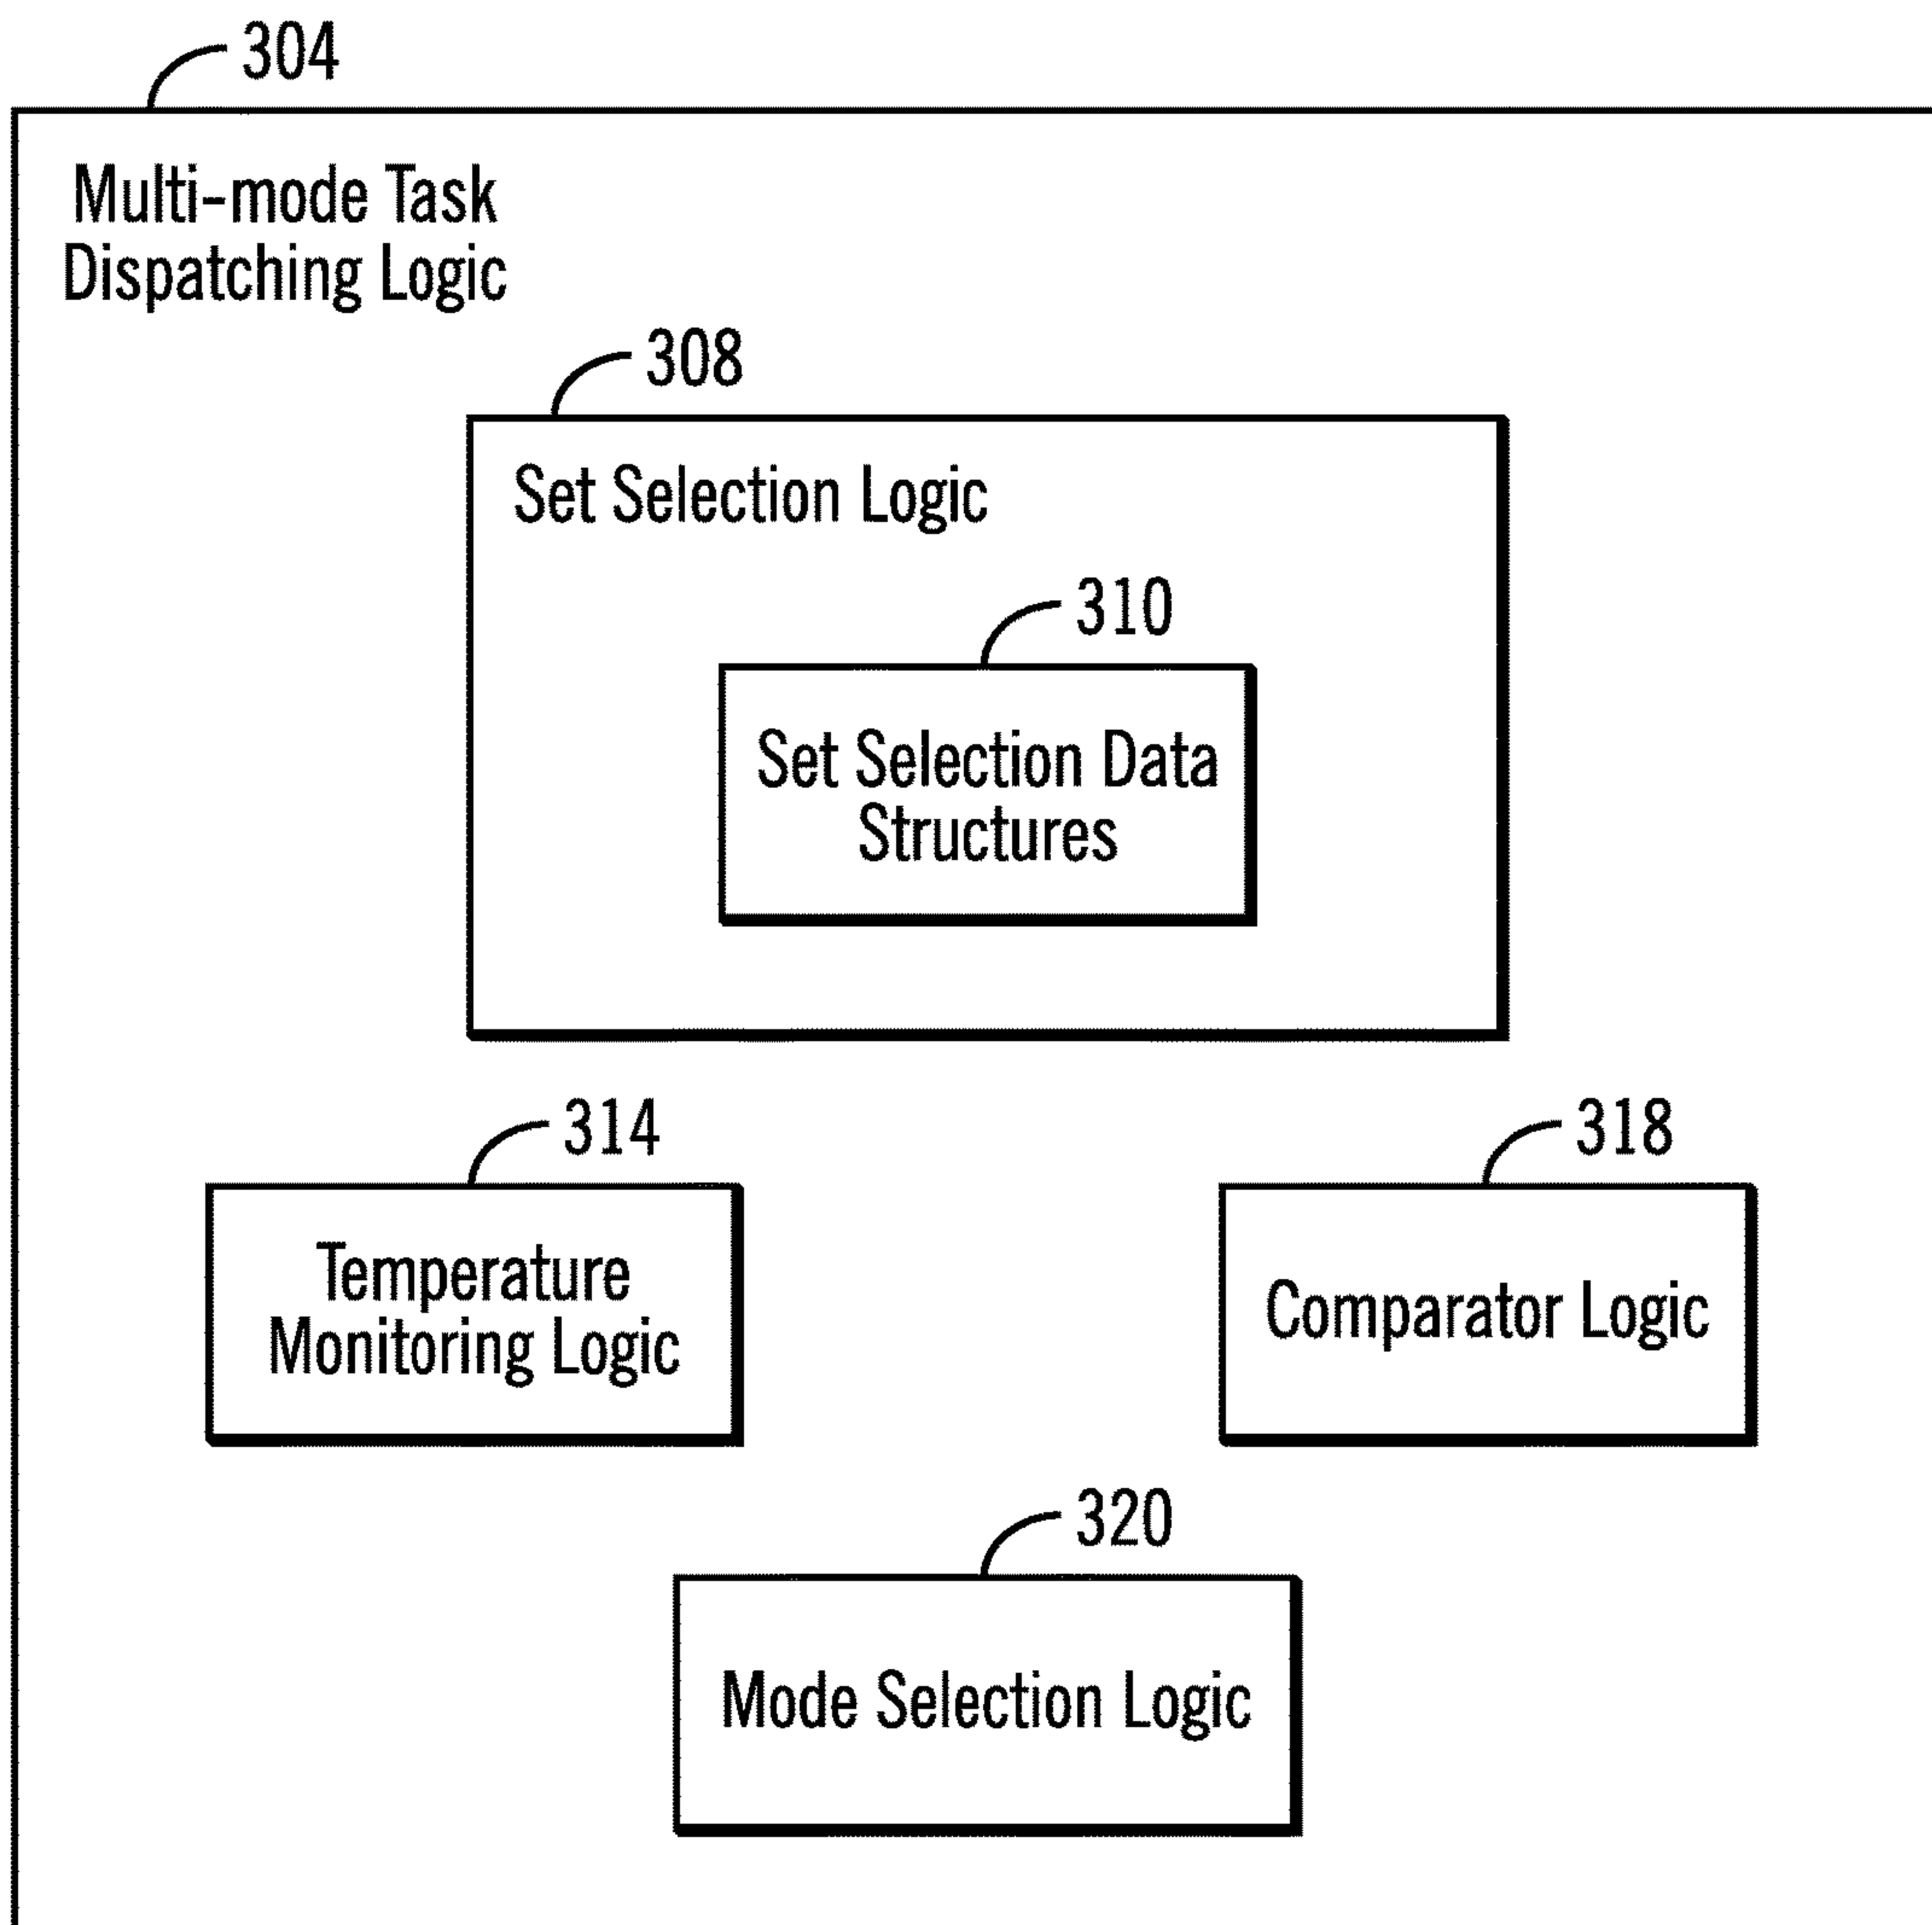 304
Multi-mode Task
Dispatching Logic
308
Set Selection Logic
310
Set Selection Data
Structures
314
Temperature
Monitoring Logic
318
Comparator Logic
320
Mode Selection Logic